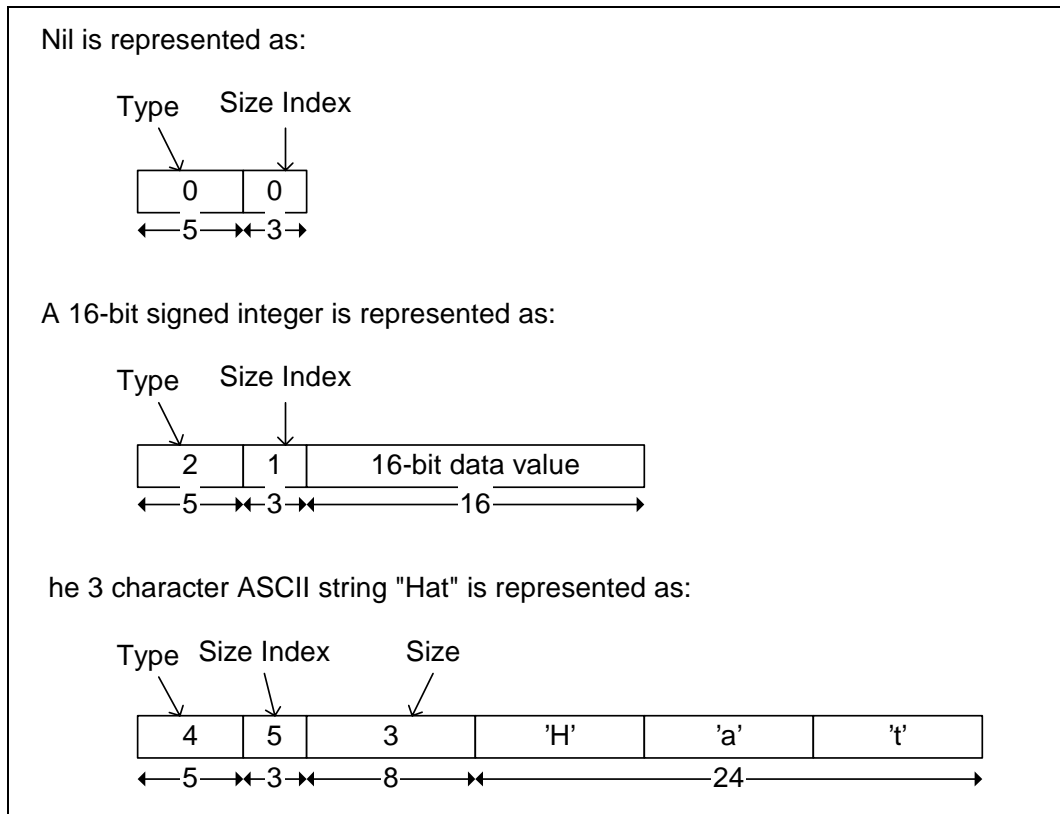 Nil is represented as:
Type Size Index
0 0
5 3
A 16-bit signed integer is represented as:
Type Size Index
2 1 16-bit data value
5 3 16
he 3 character ASCII string "Hat" is represented as:
Type Size Index Size
4 5 3 'H' 'a' 't'
5 3 8 24